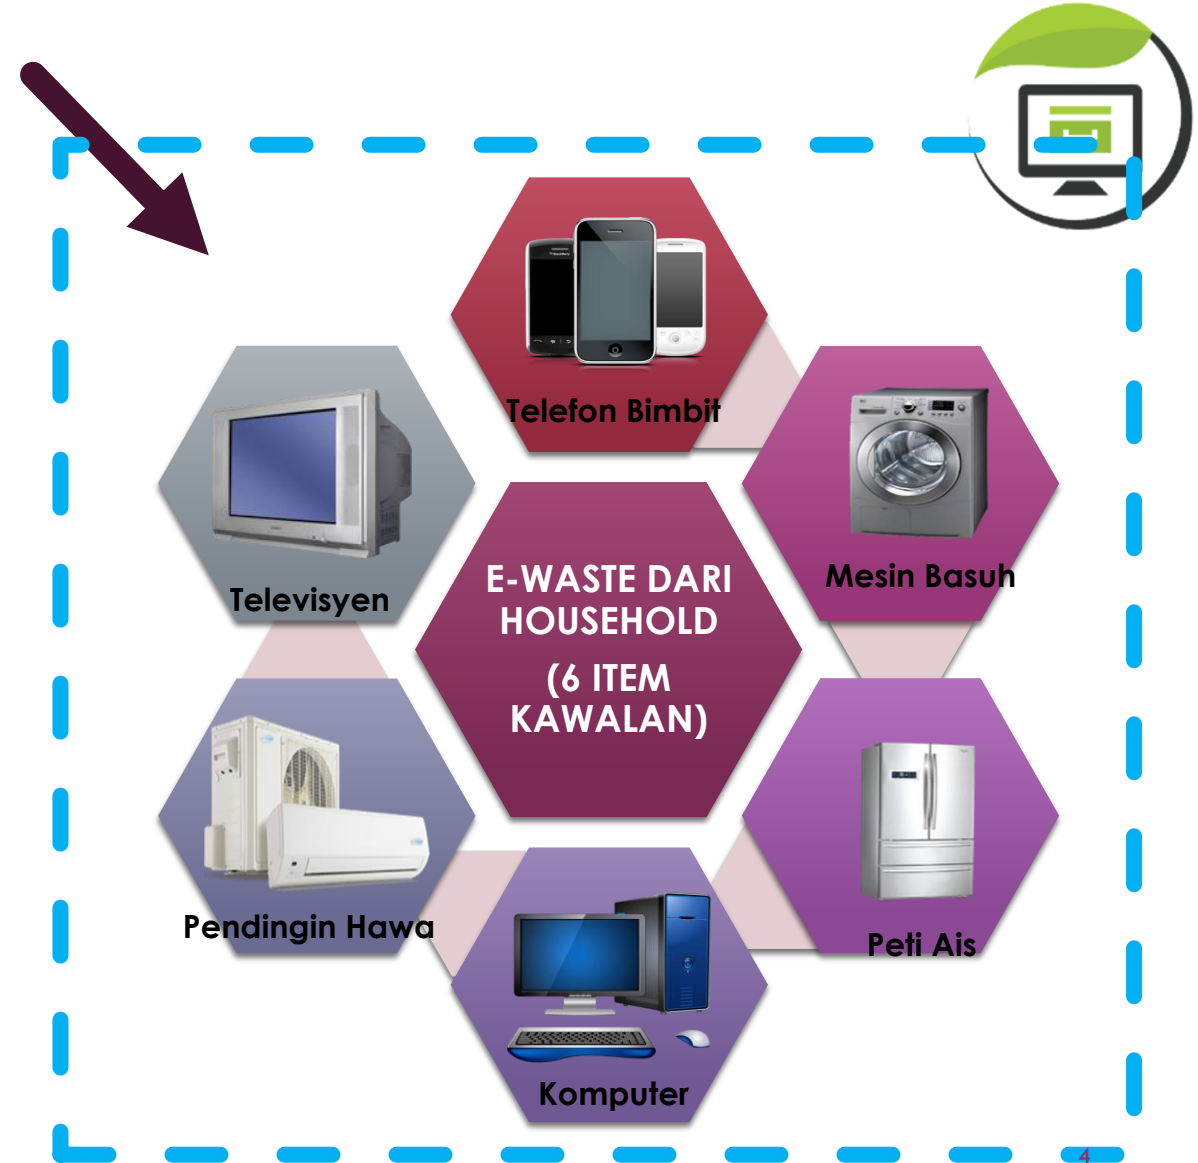 Telefon Bimbit
Mesin Basuh
Televisyen
E-WASTE DARI
HOUSEHOLD
(6 ITEM
KAWALAN)
Pendingin Hawa
Peti Ais
Komputer
4